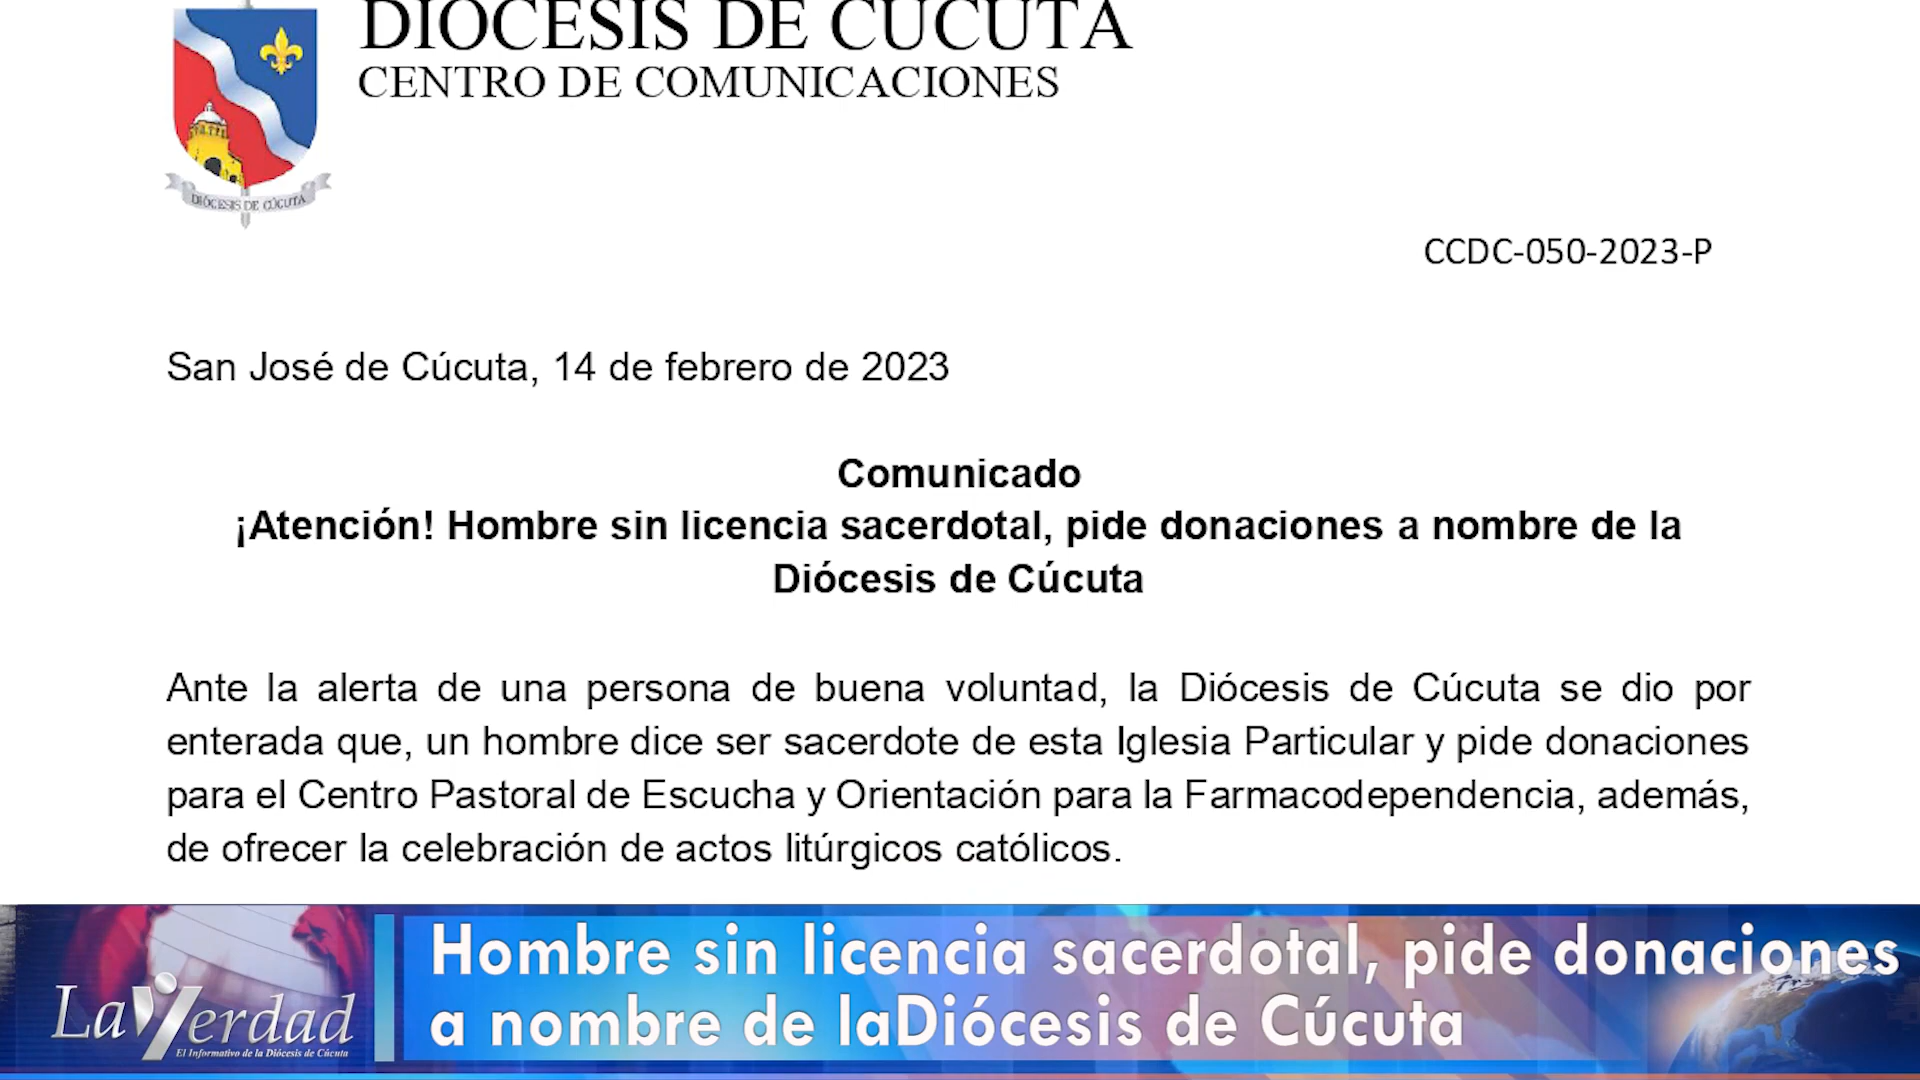 DIÓCESIS DE CÚCUTA
CENTRO DE COMUNICACIONES
DIÓCESIS DE CÚCUTA
CCDC-050-2023-P
San José de Cúcuta, 14 de febrero de 2023
Comunicado
¡Atención! Hombre sin licencia sacerdotal, pide donaciones a nombre de la
Diócesis de Cúcuta
Ante la alerta de una persona de buena voluntad, la Diócesis de Cúcuta se dio por
enterada que, un hombre dice ser sacerdote de esta Iglesia Particular y pide donaciones
para el Centro Pastoral de Escucha y Orientación para la Farmacodependencia, además,
de ofrecer la celebración de actos litúrgicos católicos.
Hombre sin licencia sacerdotal, pide donaciones
a nombre de laDiócesis de Cúcuta
La Verdad
El Informativo de la Diócesis de Cúcuta